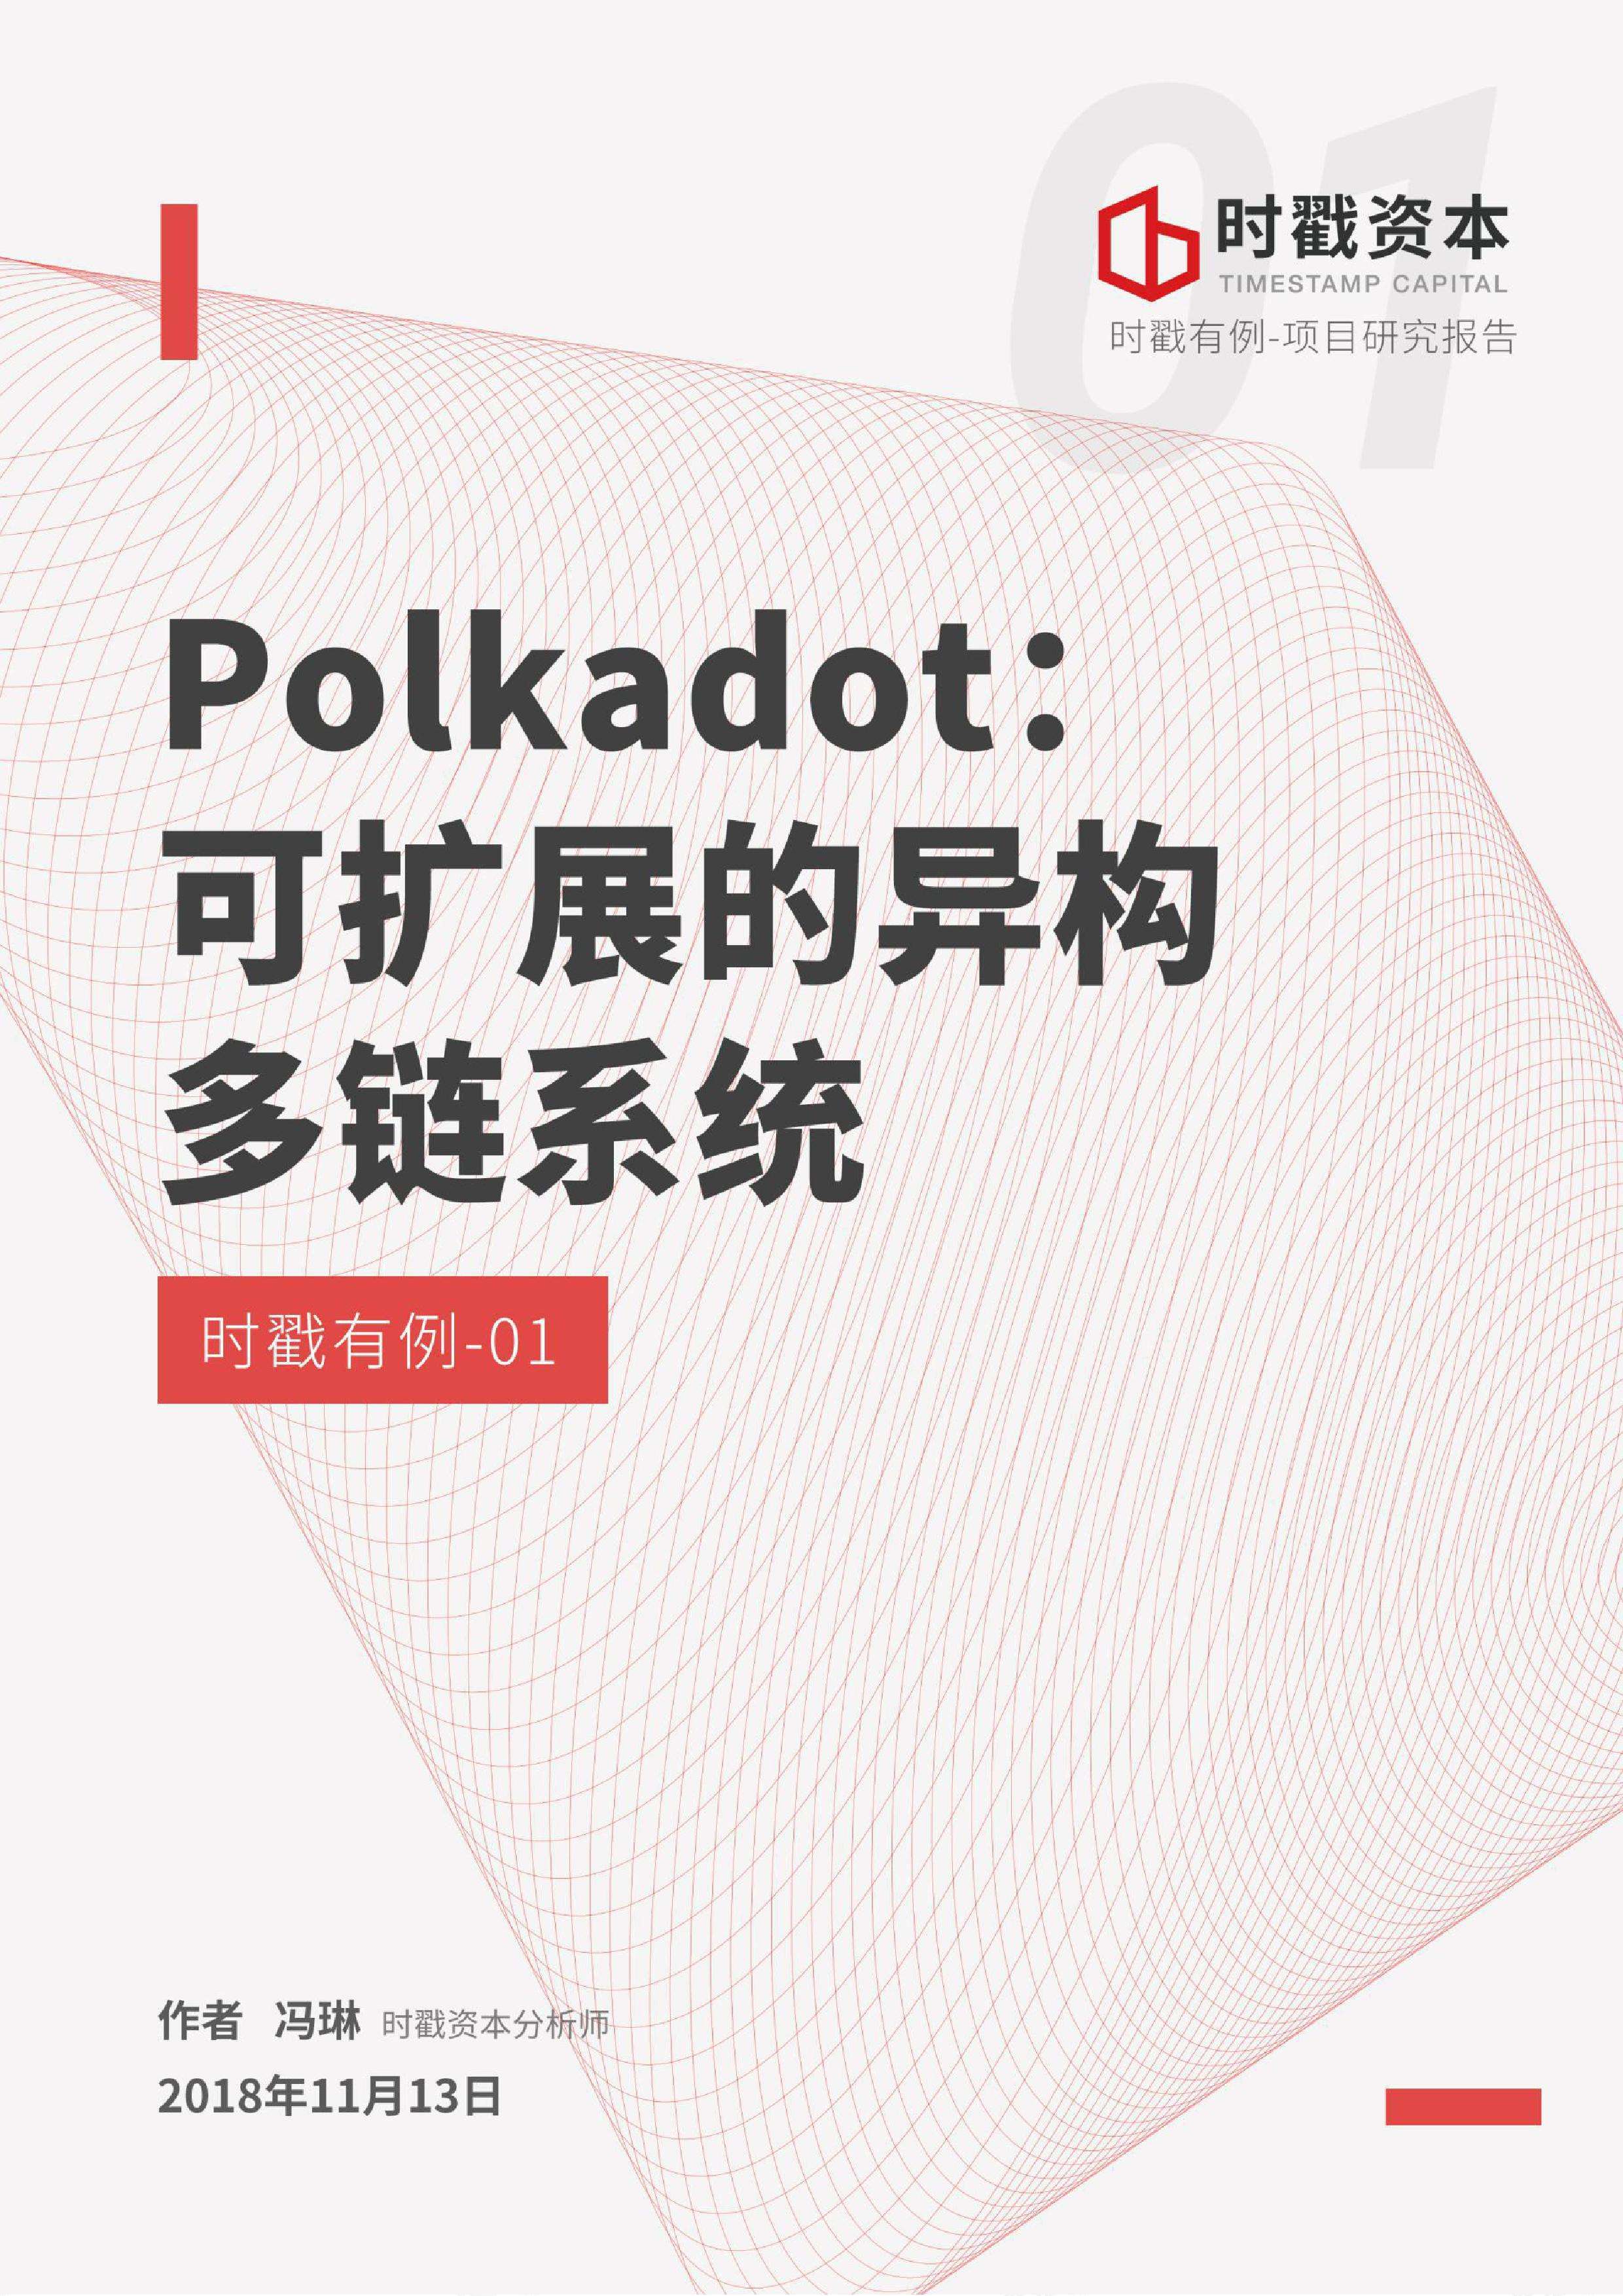 01
时戳资本
TIMESTAMP CAPITAL
时戳有例-项目研究报告
Polkadot：
可扩展的异构
多链系统
时戳有例-01
作者 冯琳 时戳资本分析师
2018年11月13日